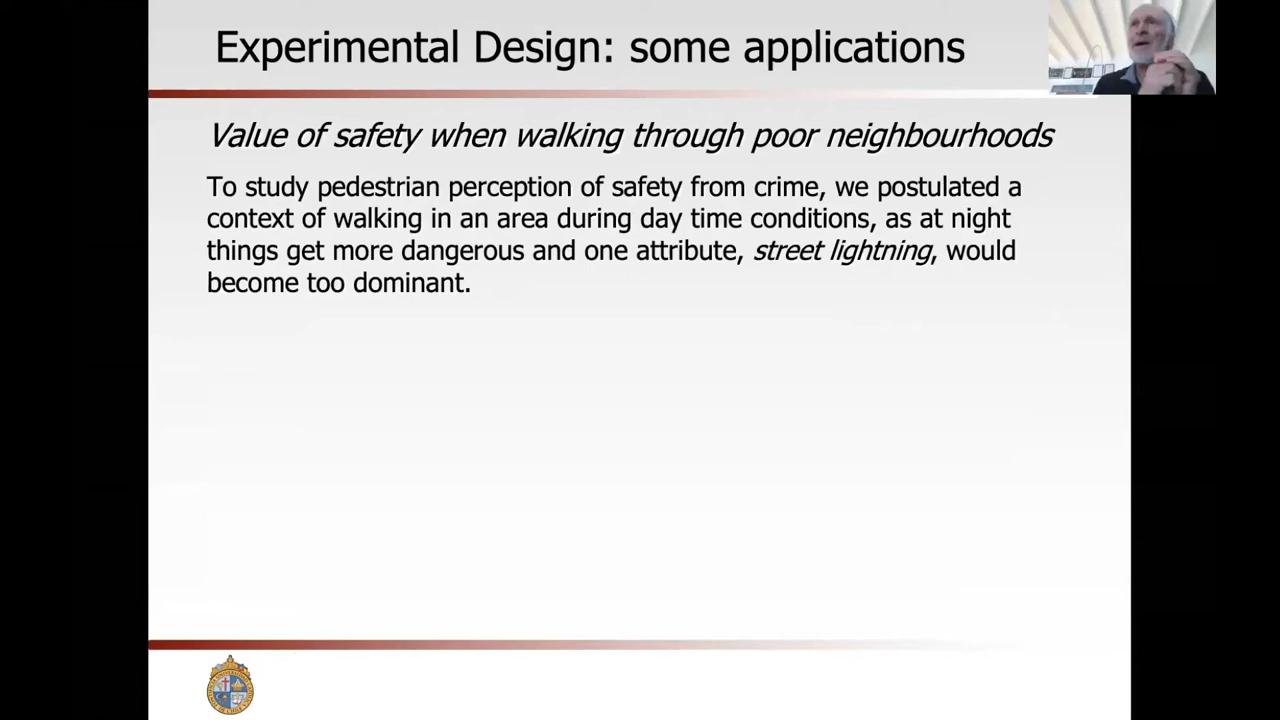 Experimental Design: some applications
Value of safety when walking through poor neighbourhoods
To study pedestrian perception of safety from crime, we postulated a
context of walking in an area during day time conditions, as at night
things get more dangerous and one attribute, street lightning, would
become too dominant.